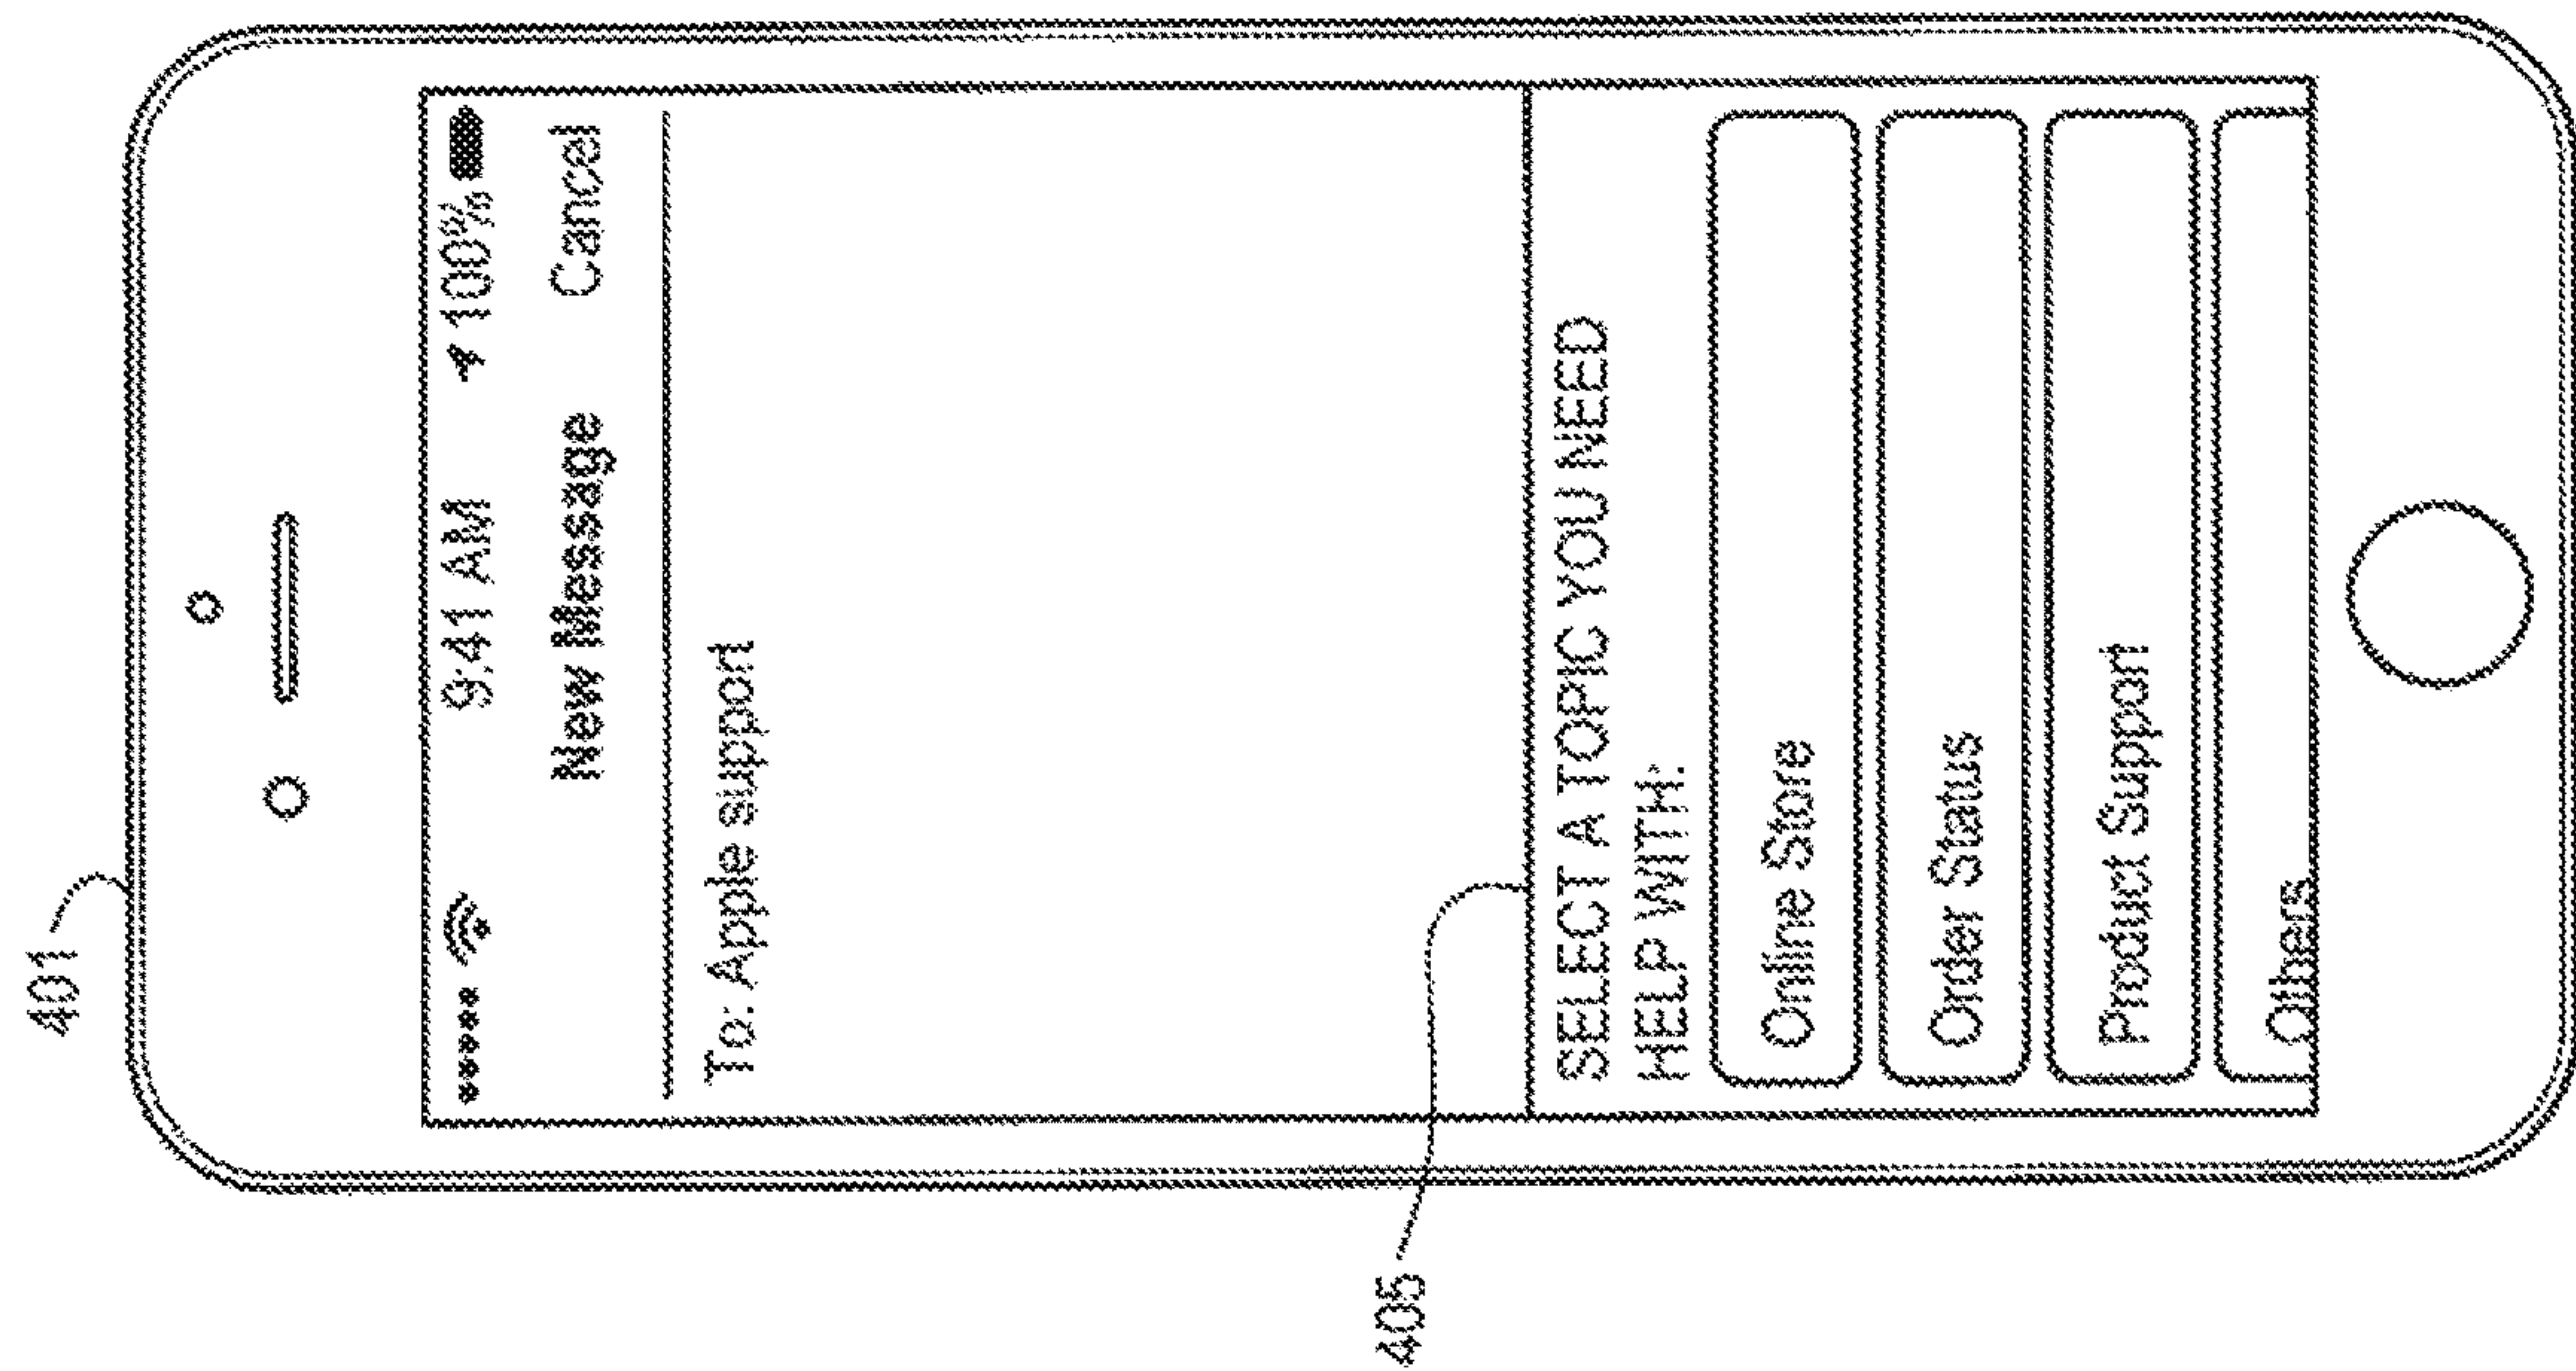 401
9:41 AM 100%
New Message Cancel
To: Apple support
405
SELECT A TOPIC YOU NEED
HELP WITH:
Online Store
Order Status
Product Support
Others